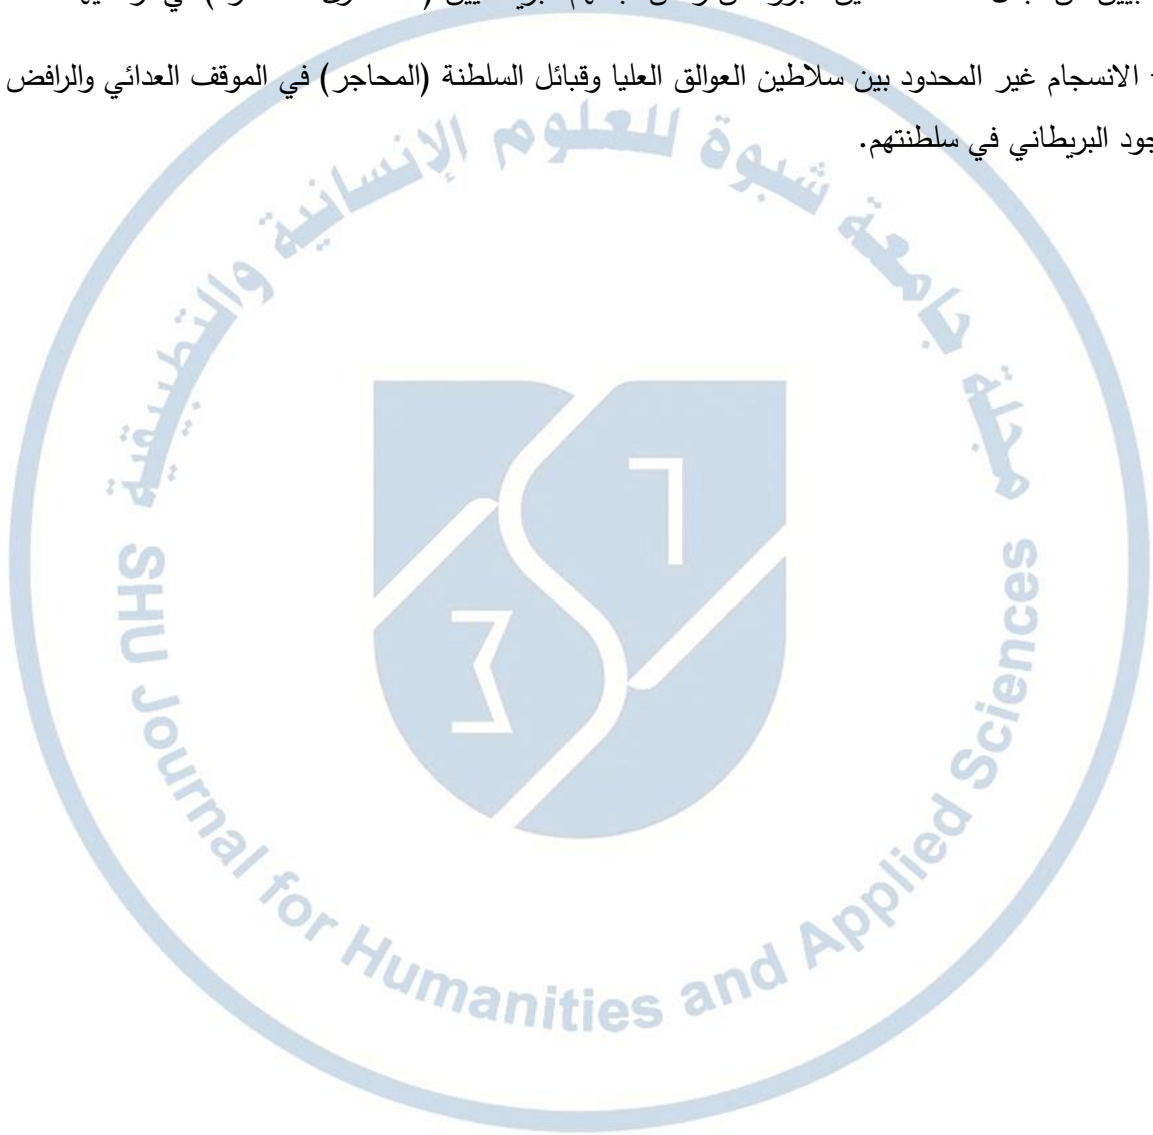 الانسجام غير المحدود بين سلاطين العوالق العليا وقبائل السلطنة (المحاجر) في الموقف العدائي والرافض
البريطاني في سلطنتهم.
مجلة جامعة شبوة للعلوم الإنسانية والتطبيقية
SHU Journal for Humanities and Applied Sciences